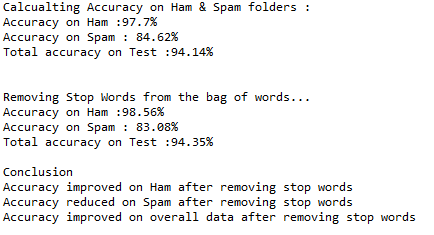 Calcualting Accuracy on Ham & Spam folders :
Accuracy on Ham :97.7%
Accuracy on Spam : 84.62%
Total accuracy on Test :94.14%
Removing Stop Words from the bag of words...
Accuracy on Ham :98.56%
Accuracy on Spam : 83.08%
Total accuracy on Test :94.35%
Conclusion
Accuracy improved on Ham after removing stop words
Accuracy reduced on Spam after removing stop words
Accuracy improved on overall data after removing stop words